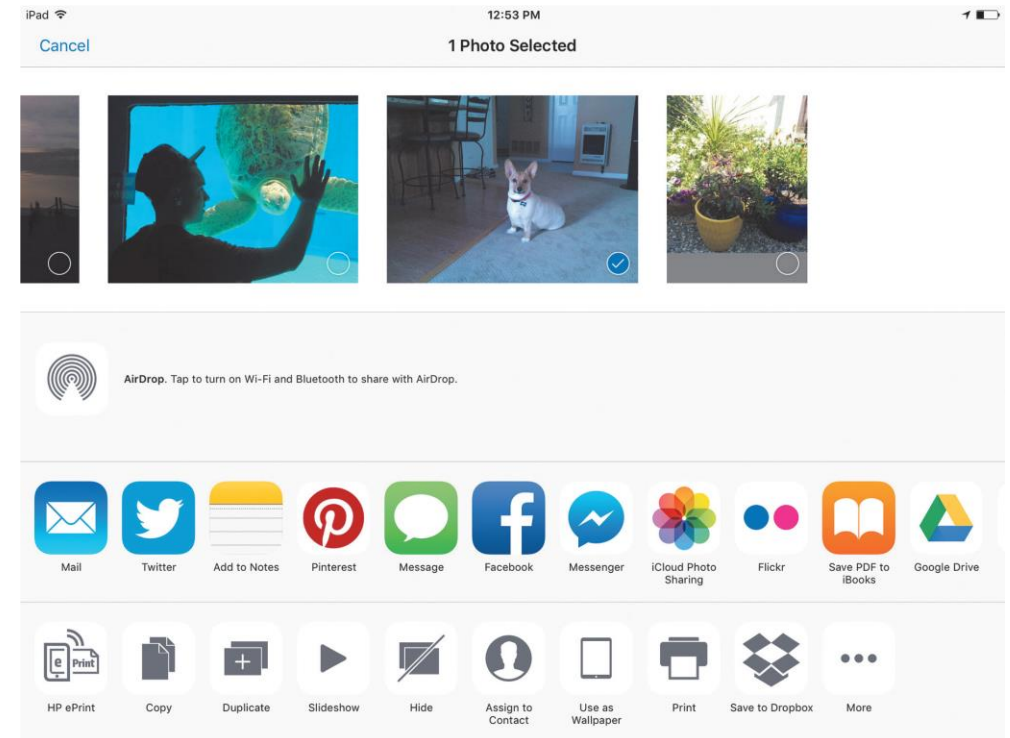 iPad
12:53 PM
Cancel
1 Photo Selected
AirDrop. Tap to turn on Wi-Fi and Bluetooth to share with AirDrop.
Mail
Twitter
Add to Notes
Pinterest
Message
Facebook
Messenger
iCloud Photo
Sharing
Flickr
Save PDF to
iBooks
Google Drive
e Print
HP ePrint
Copy
Duplicate
Slideshow
Hide
Assign to
Contact
Use as
Wallpaper
Print
Save to Dropbox
More